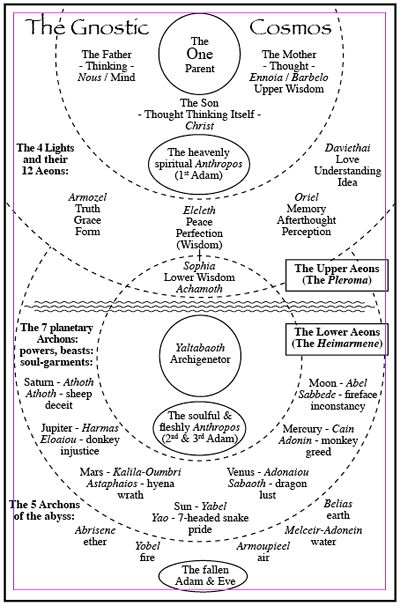 The Gnostic Cosmos
The
One
Parent
The Father
- Thinking -
Nous / Mind
The Mother
- Thought -
Ennoia / Barbelo
Upper Wisdom
The Son
- Thought Thinking Itself -
Christ
The heavenly
spiritual Anthropos
(1st Adam)
The 4 Lights
and their
12 Aeons:
Daviethai
Love
Understanding
Idea
Armozel
Truth
Grace
Form
Eleleth
Peace
Perfection
(Wisdom)
Oriel
Memory
Afterthought
Perception
Sophia
Lower Wisdom
Achamoth
The Upper Aeons
(The Pleroma)
The 7 planetary
Archons:
powers, beasts:
soul-garments:
The Lower Aeons
(The Heimarmene)
Yaltabaoth
Archigenetor
Saturn - Athoth
Athoth - sheep
deceit
Moon - Abel
Sabbede - fireface
inconstancy
The soulful &
fleshly Anthropos
(2nd & 3rd Adam)
Jupiter - Harmas
Eloaiou - donkey
injustice
Mercury - Cain
Adonin - monkey
greed
Mars - Kalila-Oumbri
Astaphaios - hyena
wrath
Venus - Adonaiou
Sabaoth - dragon
lust
Sun - Yabel
Yao - 7-headed snake
pride
The 5 Archons
of the abyss:
Belias
earth
Abrisene
ether
Melceir-Adonein
water
Yobel
fire
Armoupieel
air
The fallen
Adam & Eve